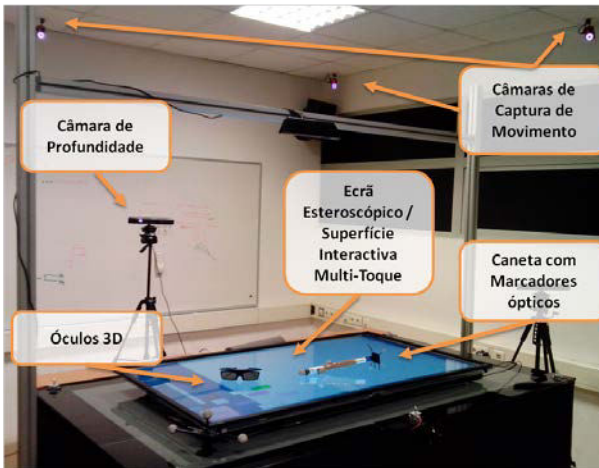 Câmaras de
Captura de
Movimento
Câmara de
Profundidade
Ecrã
Esteroscópico /
Superfície
Interactiva
Multi-Toque
Caneta com
Marcadores
ópticos
Óculos 3D